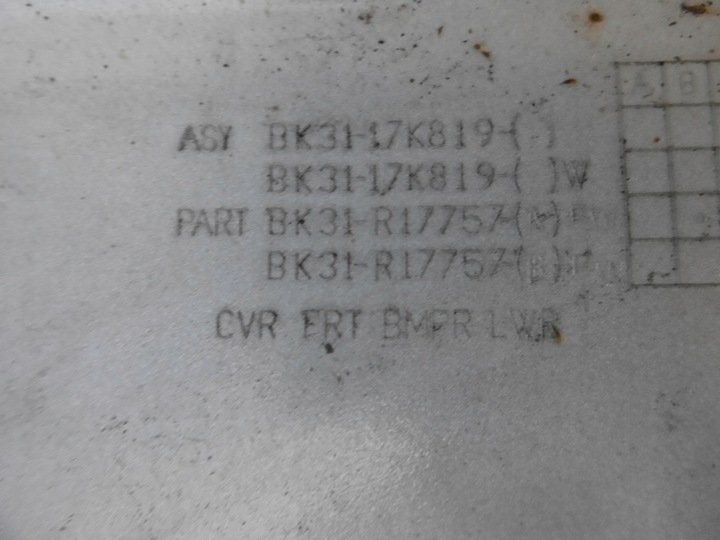 A B
ASY BK31-17K819-( )
BK31-17K819-( )W
PART BK31-R17757-( )
BK31-R17757-( )
CVR FRT BMPR LWR